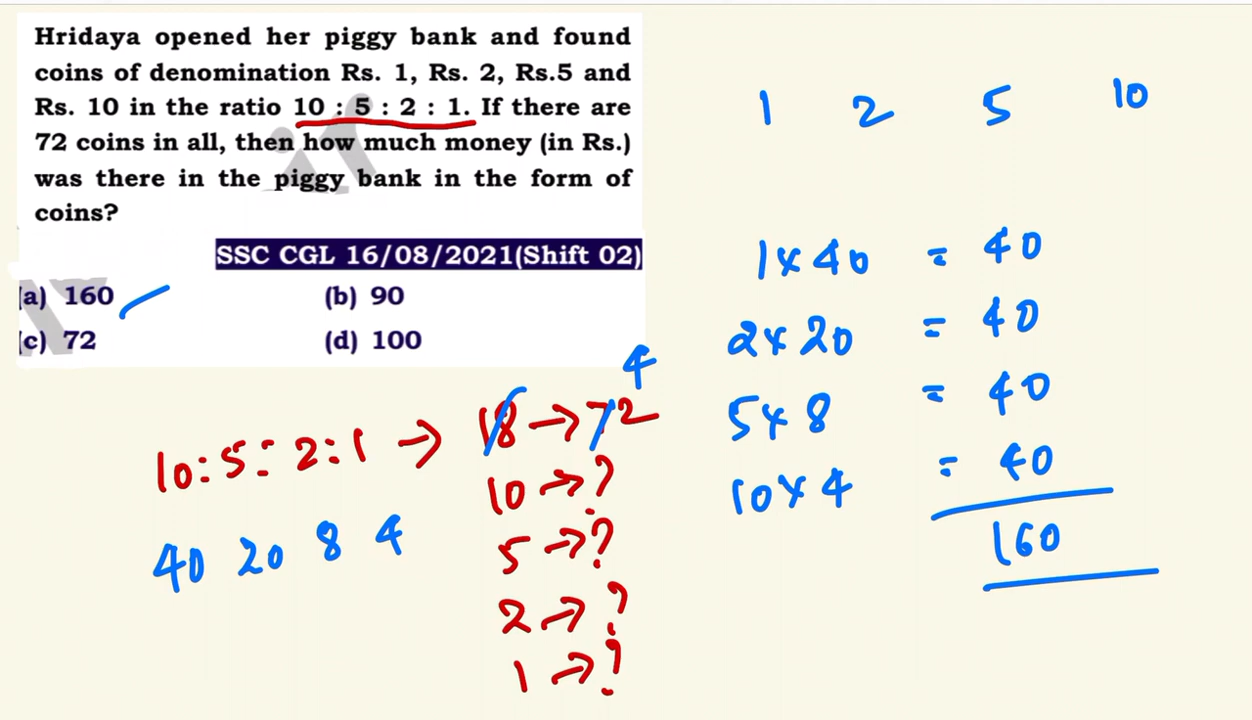 Hridaya opened her piggy bank and found
coins of denomination Rs. 1, Rs. 2, Rs.5 and
Rs. 10 in the ratio 10 : 5 : 2 : 1. If there are
72 coins in all, then how much money (in Rs.)
was there in the piggy bank in the form of
coins?
SSC CGL 16/08/2021(Shift 02)
(a) 160 (b) 90
(c) 72 (d) 100
10:5:2:1 → 18 → 72
4
10 → ?
5 → ?
2 → ?
1 → ?
40 20 8 4
1 2 5 10
1 × 40 = 40
2 × 20 = 40
5 × 8 = 40
10 × 4 = 40
160